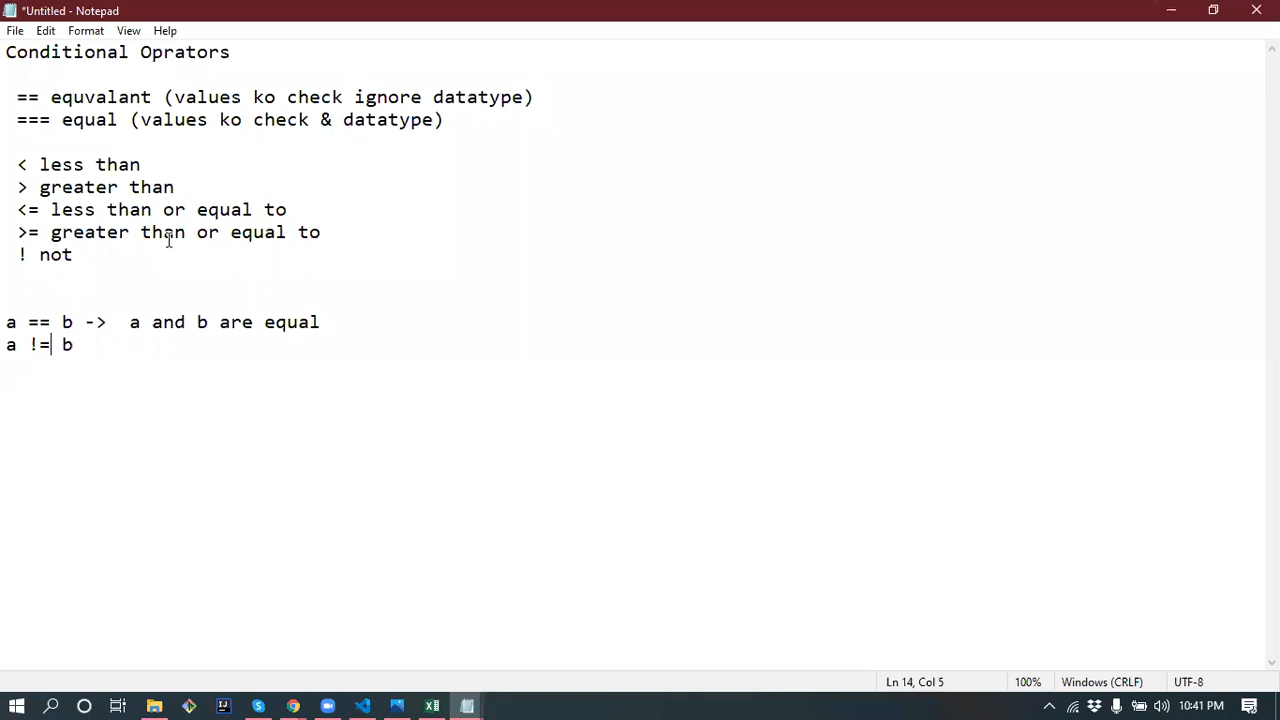 *Untitled - Notepad
File Edit Format View Help
Conditional Oprators
== equvalant (values ko check ignore datatype)
=== equal (values ko check & datatype)
< less than
> greater than
<= less than or equal to
>= greater than or equal to
! not
a == b -> a and b are equal
a != b
Ln 14, Col 5 100% Windows (CRLF) UTF-8
10:41 PM